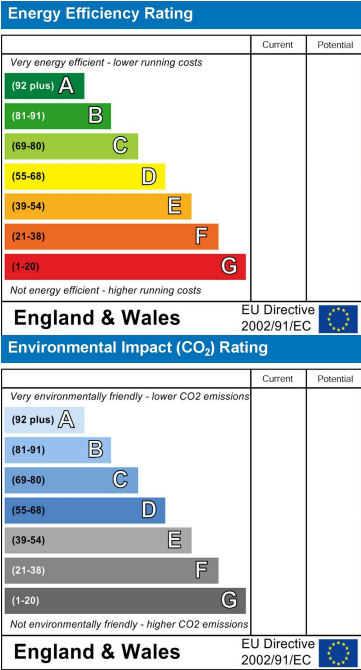 Energy Efficiency Rating
Current Potential
Very energy efficient - lower running costs
(92 plus) A
(81-91) B
(69-80) C
(55-68) D
(39-54) E
(21-38) F
(1-20) G
Not energy efficient - higher running costs
England & Wales
EU Directive
2002/91/EC
Environmental Impact (CO₂) Rating
Current Potential
Very environmentally friendly - lower CO2 emissions
(92 plus) A
(81-91) B
(69-80) C
(55-68) D
(39-54) E
(21-38) F
(1-20) G
Not environmentally friendly - higher CO2 emissions
England & Wales
EU Directive
2002/91/EC